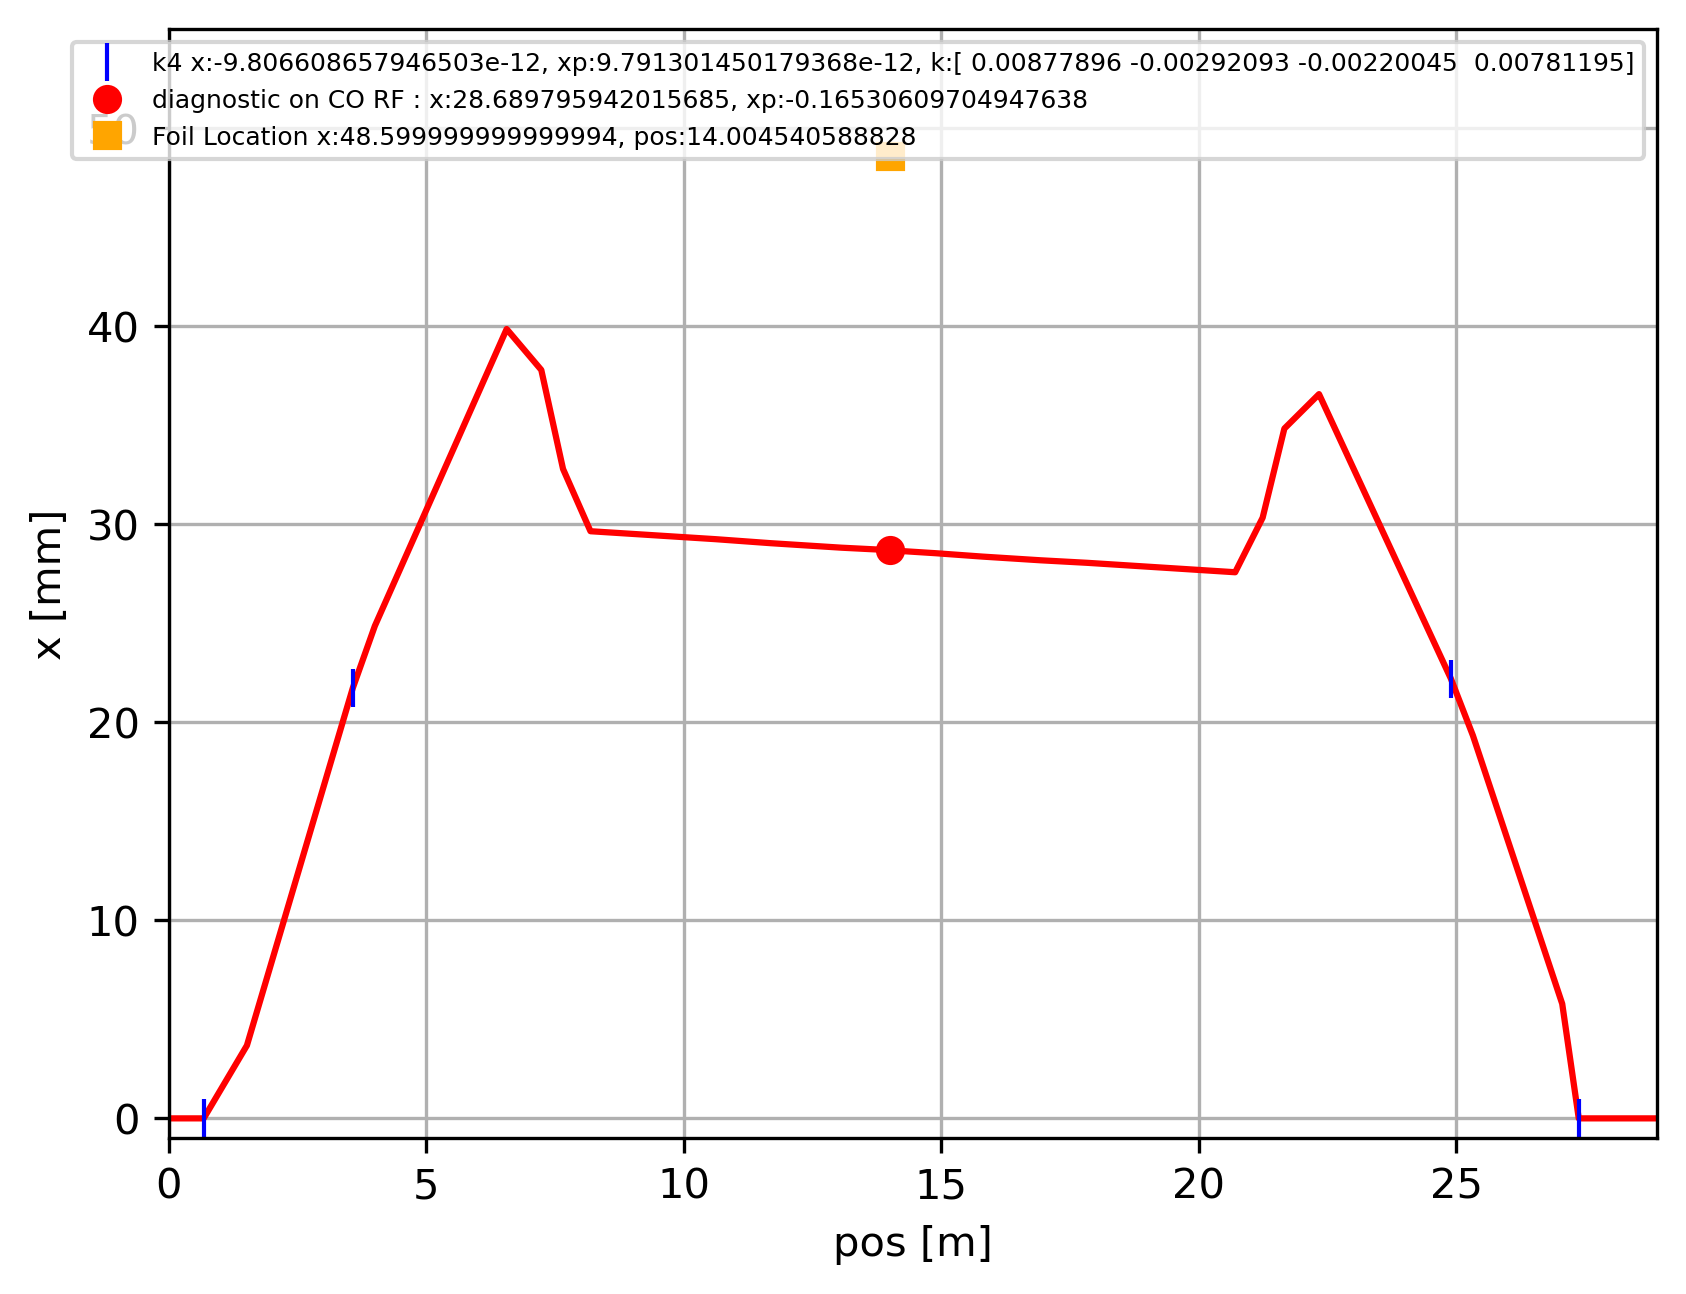 k4 x:-9.806608657946503e-12, xp:9.791301450179368e-12, k:[ 0.00877896 -0.00292093 -0.00220045  0.00781195]
diagnostic on CO RF : x:28.689795942015685, xp:-0.16530609704947638
Foil Location x:48.599999999999994, pos:14.004540588828
50
40
30
20
10
0
x [mm]
0 5 10 15 20 25
pos [m]